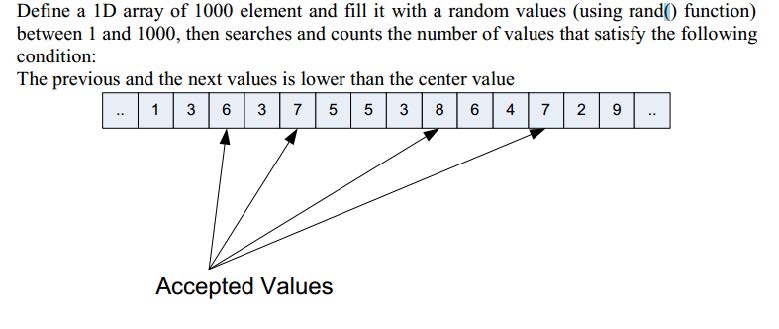 Define a 1D array of 1000 element and fill it with a random values (using rand() function)
between 1 and 1000, then searches and counts the number of values that satisfy the following
condition:
The previous and the next values is lower than the center value
.. 1 3 6 3 7 5 5 3 8 6 4 7 2 9 ..
Accepted Values